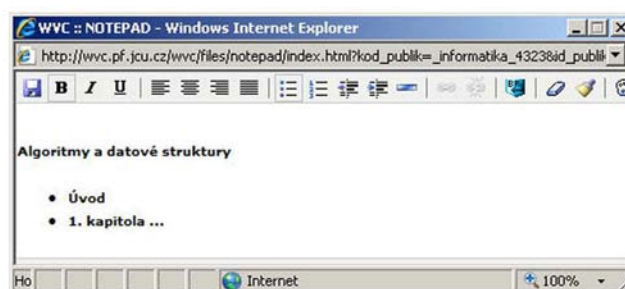 WVC :: NOTEPAD - Windows Internet Explorer
http://wvc.pf.jcu.cz/wvc/files/notepad/index.html?kod_publik=_informatika_4323&id_publik
B I U
Algoritmy a datové struktury
• Úvod
• 1. kapitola ...
Ho Internet 100%